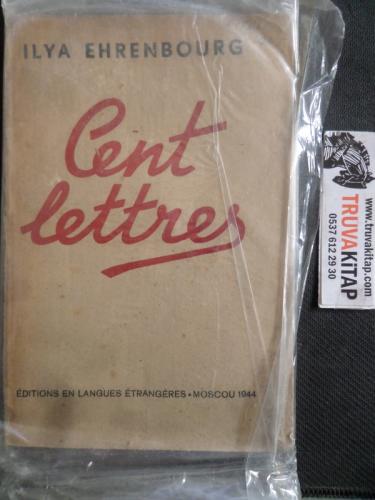 ILYA EHRENBOURG
Cent
lettres
ÉDITIONS EN LANGUES ÉTRANGÈRES • MOSCOU 1944
www.truvakitap.com
TRUVAKiTAP
0537 612 29 30